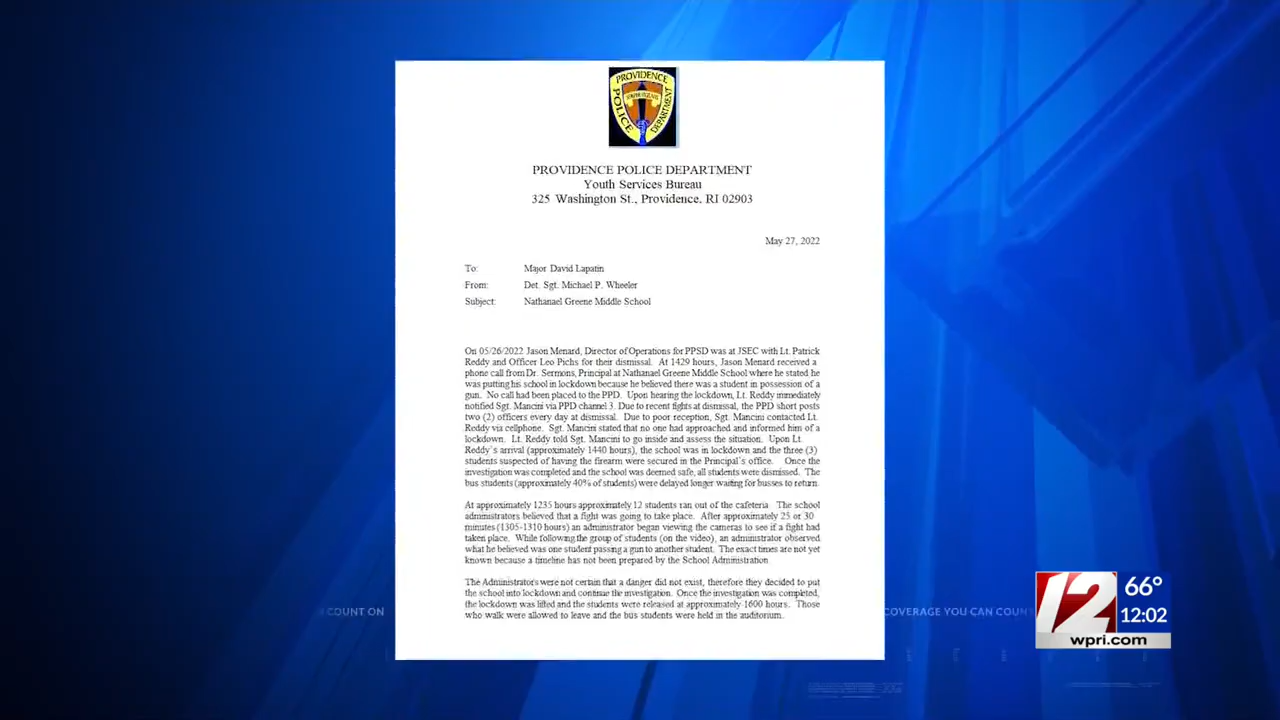 PROVIDENCE
POLICE
DEPARTMENT
PROVIDENCE POLICE DEPARTMENT
Youth Services Bureau
325 Washington St., Providence, RI 02903
May 27, 2022
To: Major David Lapatin
From: Det. Sgt. Michael P. Wheeler
Subject: Nathanael Greene Middle School
On 05/26/2022 Jason Menard, Director of Operations for PPSD was at JSEC with Lt. Patrick
Reddy and Officer Leo Pichs for their dismissal. At 1429 hours, Jason Menard received a
phone call from Dr. Sermons, Principal at Nathanael Greene Middle School where he stated he
was putting his school in lockdown because he believed there was a student in possession of a
gun. No call had been placed to the PPD. Upon hearing the lockdown, Lt. Reddy immediately
notified Sgt. Mancini via PPD channel 3. Due to recent fights at dismissal, the PPD short posts
two (2) officers every day at dismissal. Due to poor reception, Sgt. Mancini contacted Lt.
Reddy via cellphone. Sgt. Mancini stated that no one had approached and informed him of a
lockdown. Lt. Reddy told Sgt. Mancini to go inside and assess the situation. Upon Lt.
Reddy's arrival (approximately 1440 hours), the school was in lockdown and the three (3)
students suspected of having the firearm were secured in the Principal's office. Once the
investigation was completed and the school was deemed safe, all students were dismissed. The
bus students (approximately 40% of students) were delayed longer waiting for busses to return.
At approximately 1235 hours approximately 12 students ran out of the cafeteria. The school
administrators believed that a fight was going to take place. After approximately 25 or 30
minutes (1305-1310 hours) an administrator began viewing the cameras to see if a fight had
taken place. While following the group of students (on the video), an administrator observed
what he believed was one student passing a gun to another student. The exact times are not yet
known because a timeline has not been prepared by the School Administration
The Administrators were not certain that a danger did not exist, therefore they decided to put
the school into lockdown and continue the investigation. Once the investigation was completed,
the lockdown was lifted and the students were released at approximately 1600 hours. Those
who walk were allowed to leave and the bus students were held in the auditorium.
COUNT ON
COVERAGE YOU CAN COUN
12
66°
12:02
wpri.com